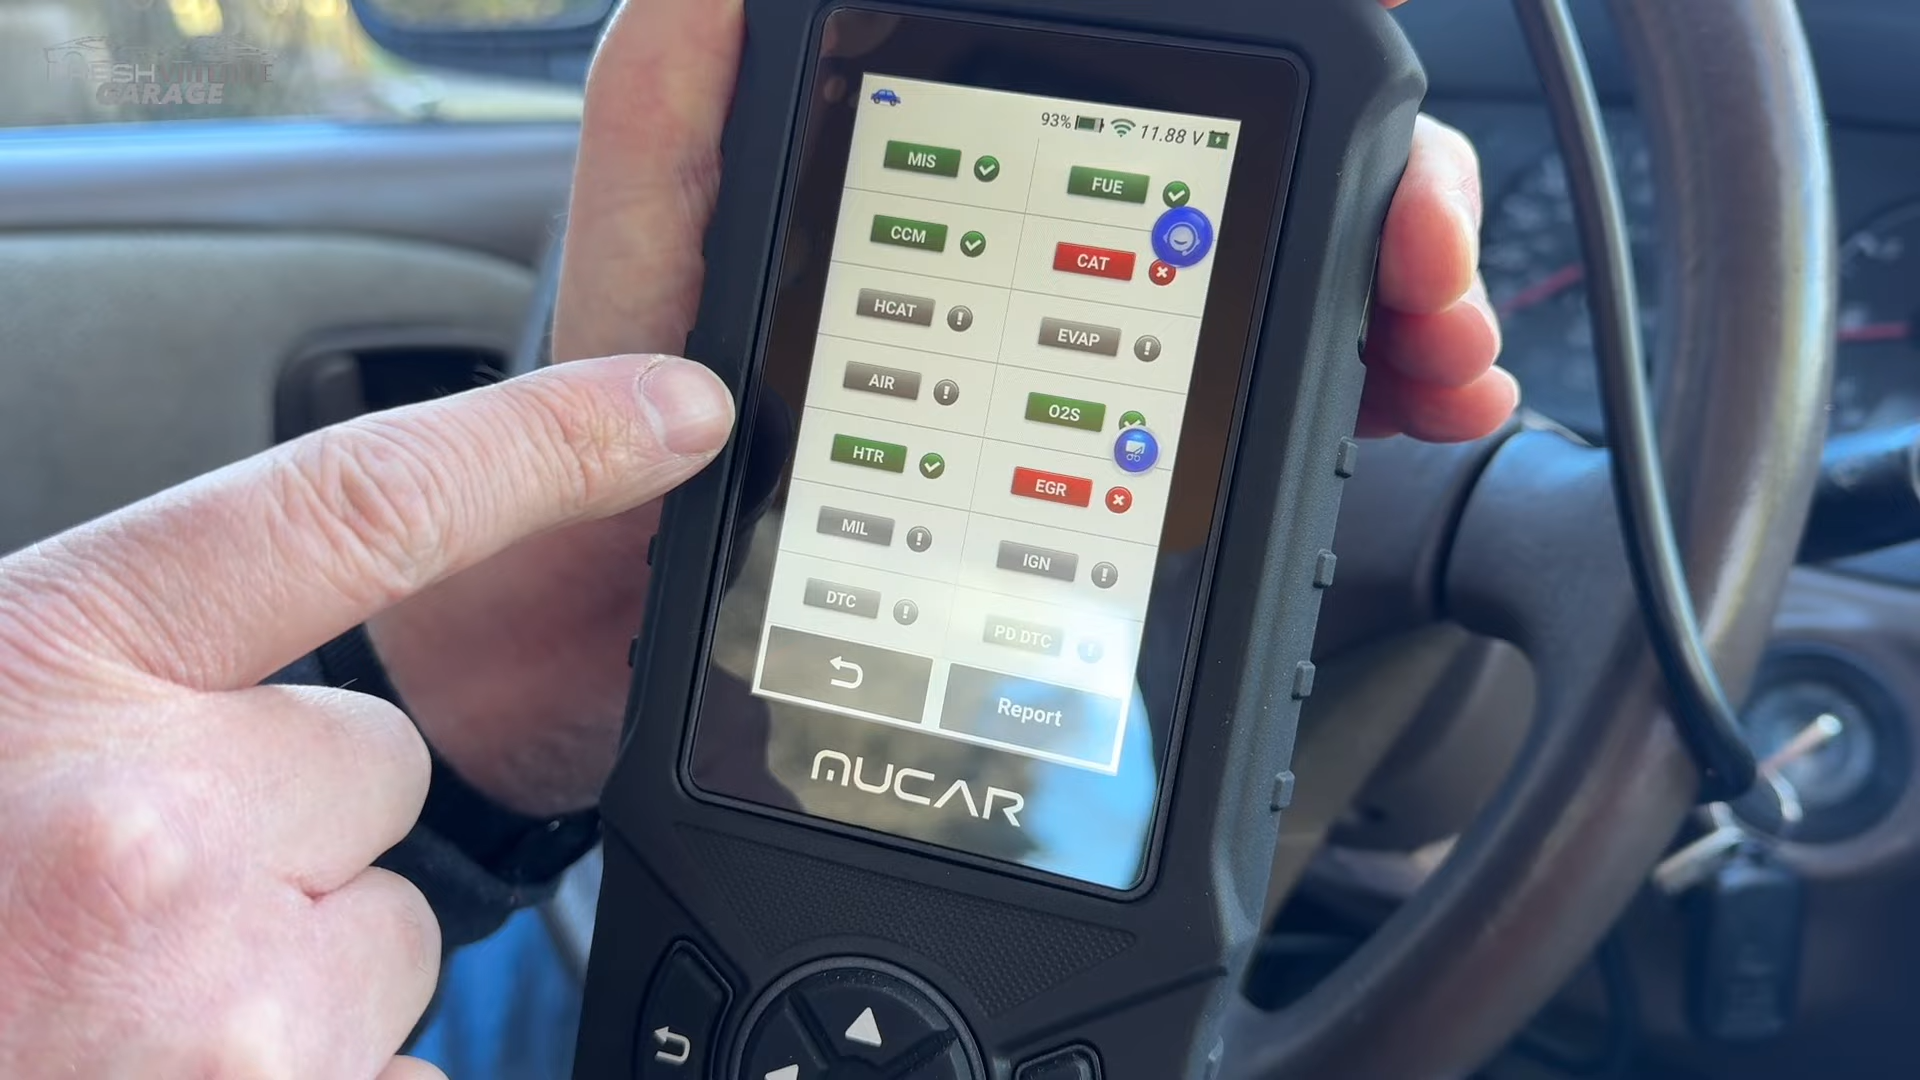 GARAGE
93% 11.88 V
MIS FUE
CCM CAT
HCAT EVAP
AIR O2S
HTR EGR
MIL IGN
DTC PD DTC
Report
MUCAR